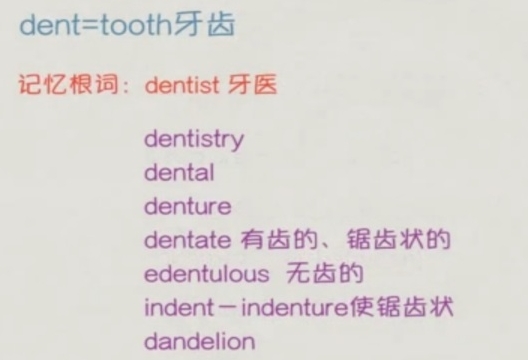 dent=tooth牙齿
记忆根词：dentist 牙医
dentistry
dental
denture
dentate 有齿的、锯齿状的
edentulous 无齿的
indent－indenture使锯齿状
dandelion